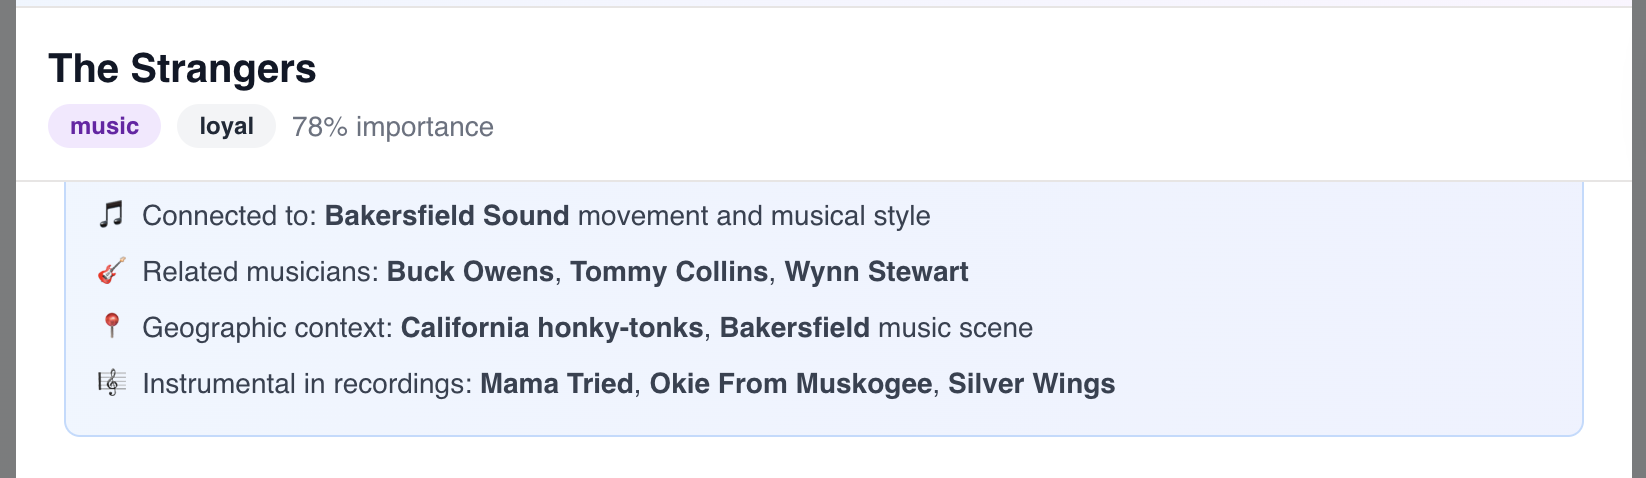 The Strangers
music loyal 78% importance
Connected to: Bakersfield Sound movement and musical style
Related musicians: Buck Owens, Tommy Collins, Wynn Stewart
Geographic context: California honky-tonks, Bakersfield music scene
Instrumental in recordings: Mama Tried, Okie From Muskogee, Silver Wings